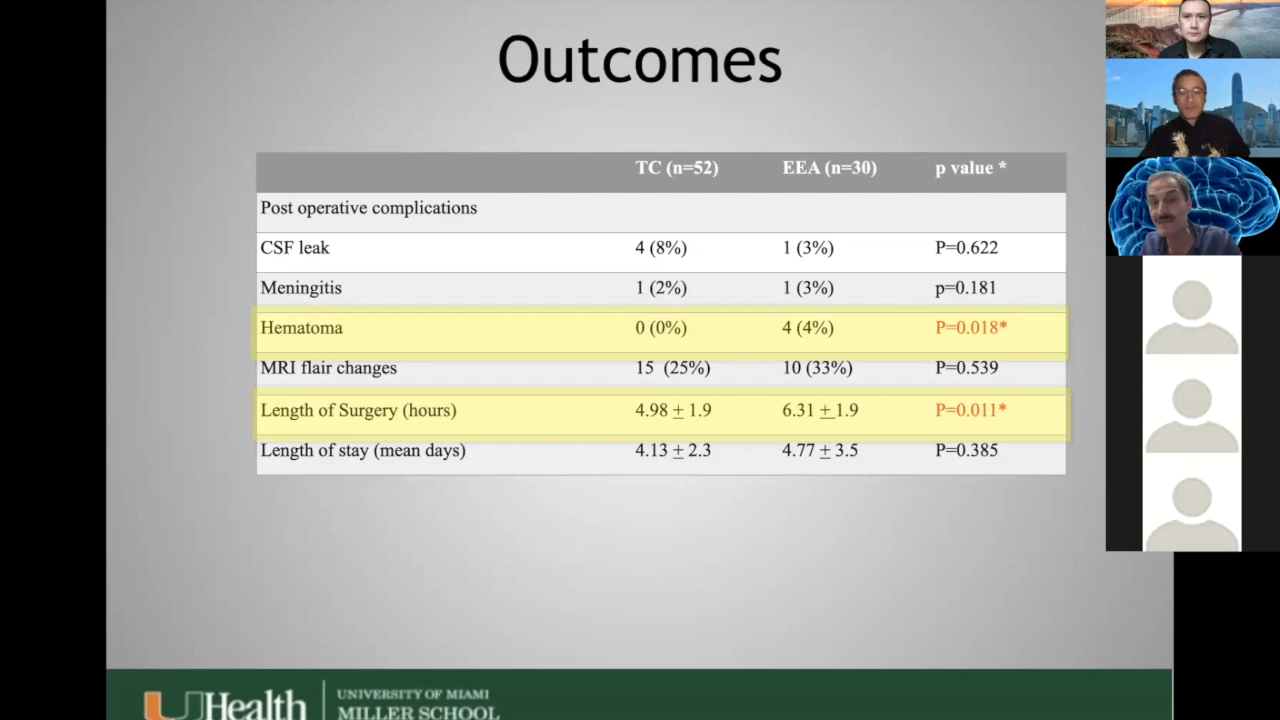 Outcomes
TC (n=52) EEA (n=30) p value *
Post operative complications
CSF leak 4 (8%) 1 (3%) P=0.622
Meningitis 1 (2%) 1 (3%) p=0.181
Hematoma 0 (0%) 4 (4%) P=0.018*
MRI flair changes 15 (25%) 10 (33%) P=0.539
Length of Surgery (hours) 4.98 ± 1.9 6.31 ±1.9 P=0.011*
Length of stay (mean days) 4.13 ± 2.3 4.77 ± 3.5 P=0.385
UHealth
UNIVERSITY OF MIAMI
MILLER SCHOOL